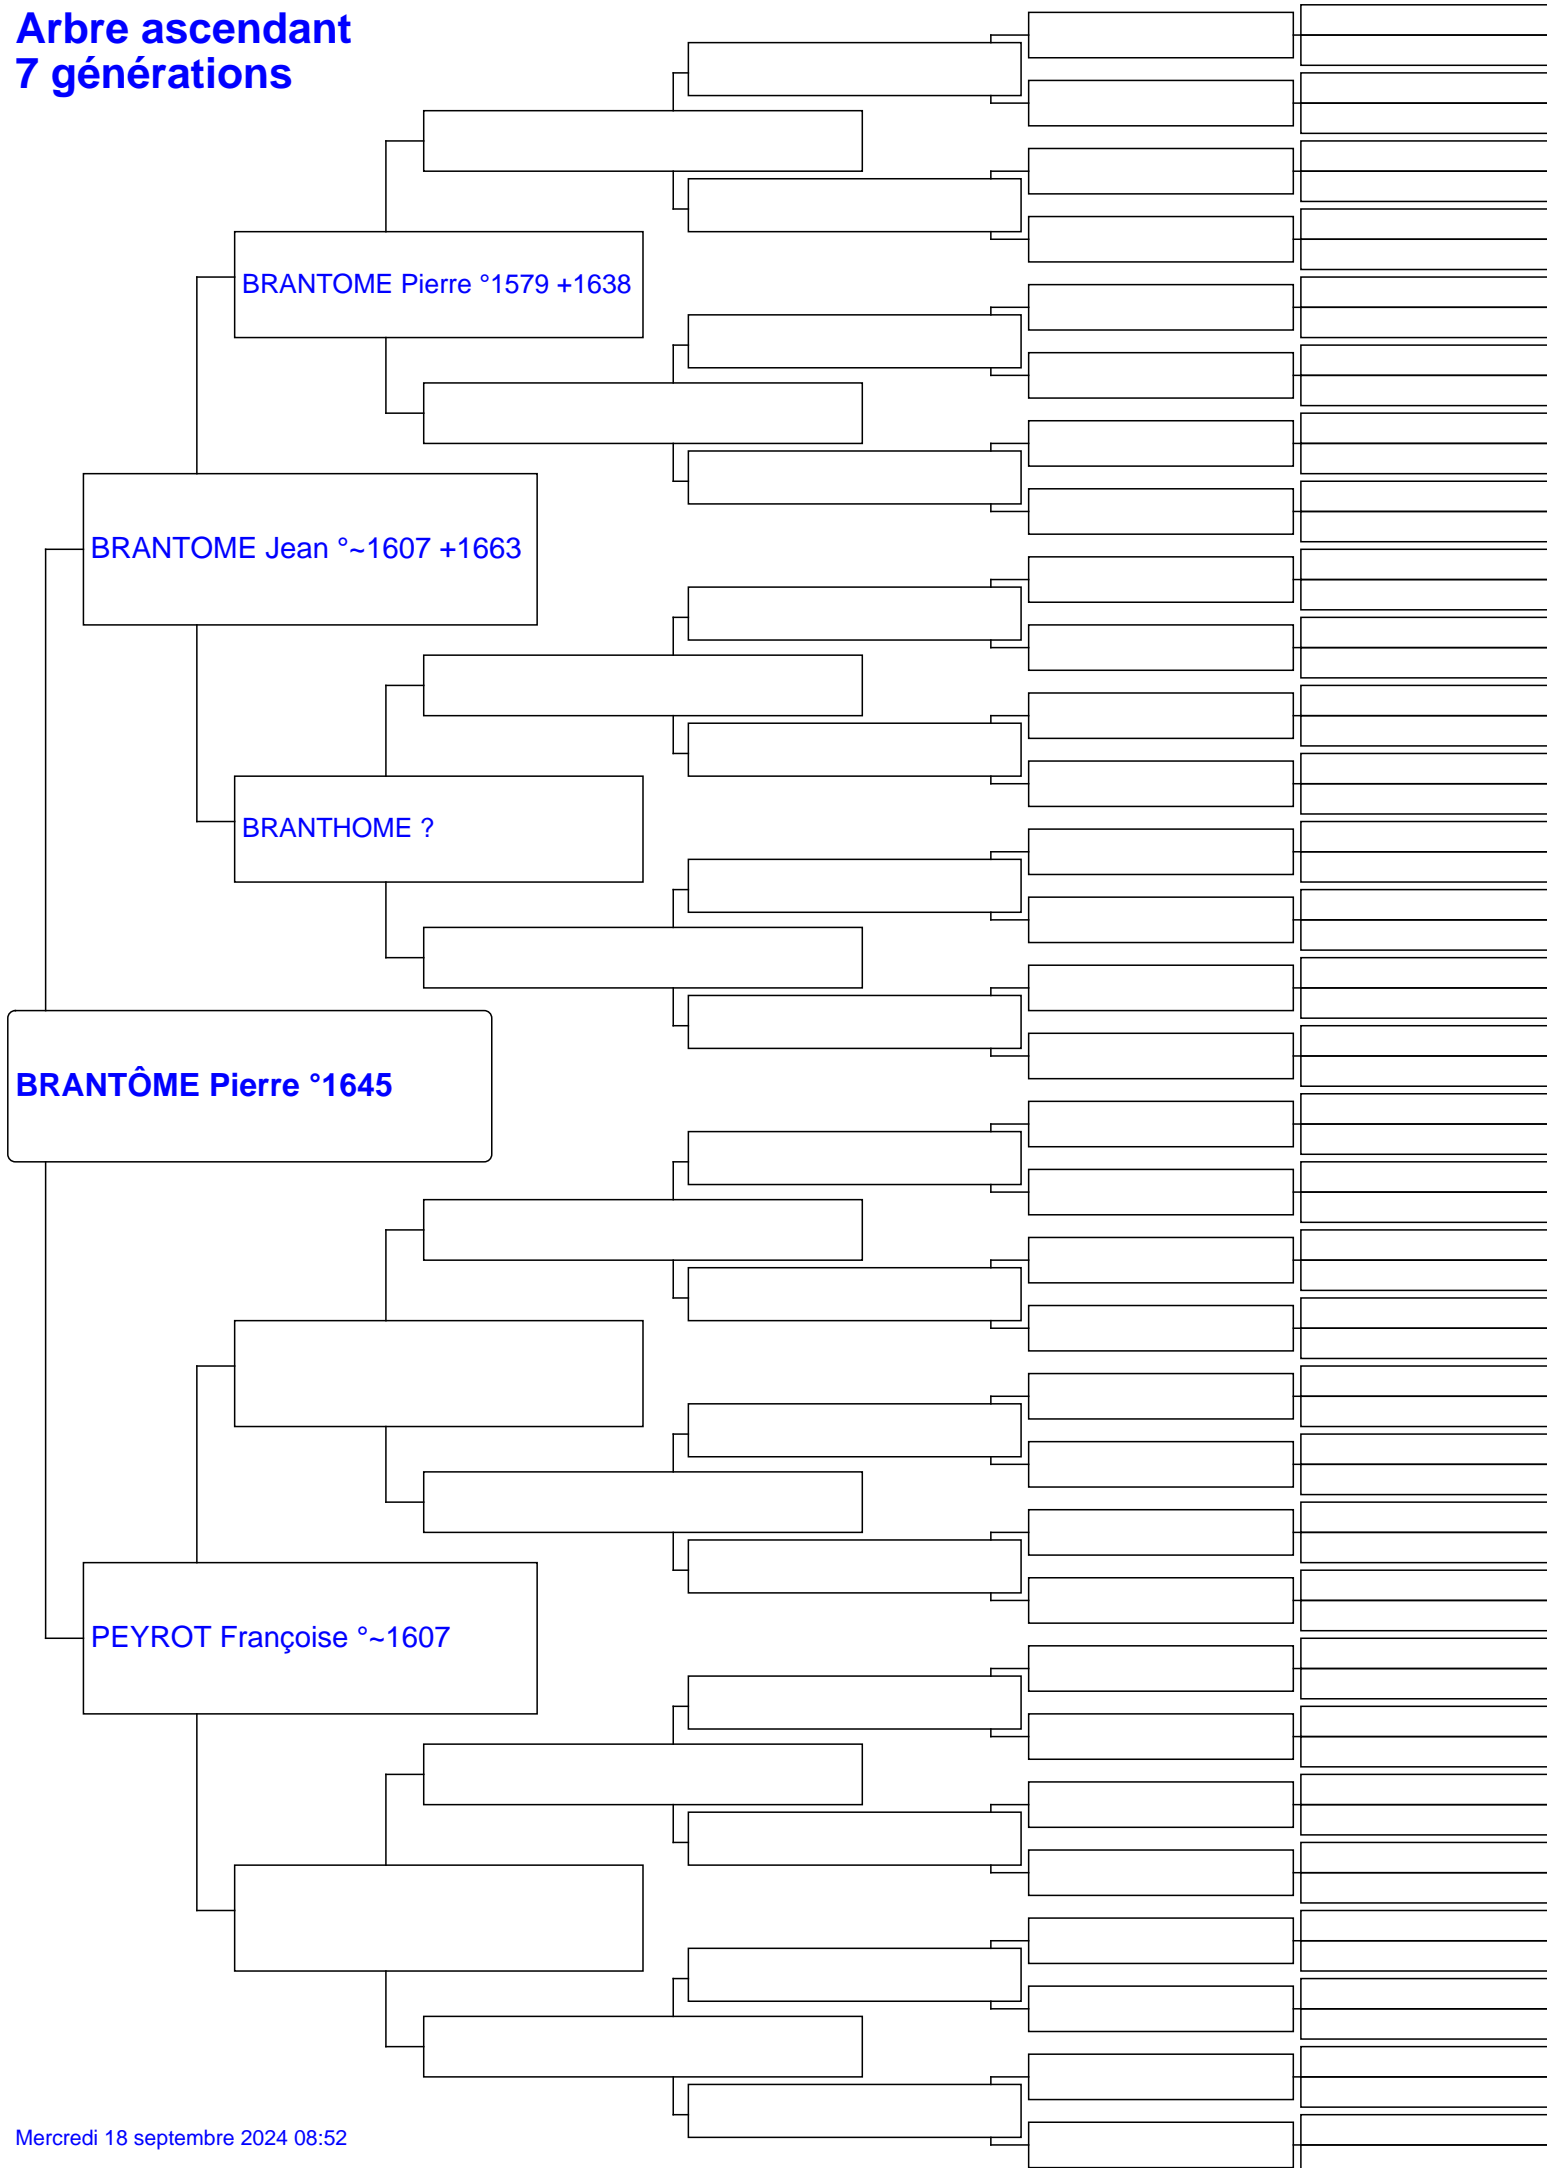 Arbre ascendant
7 générations
BRANTOME Pierre °1579 +1638
BRANTOME Jean °~1607 +1663
BRANTHOME ?
BRANTÔME Pierre °1645
PEYROT Françoise °~1607
Mercredi 18 septembre 2024 08:52